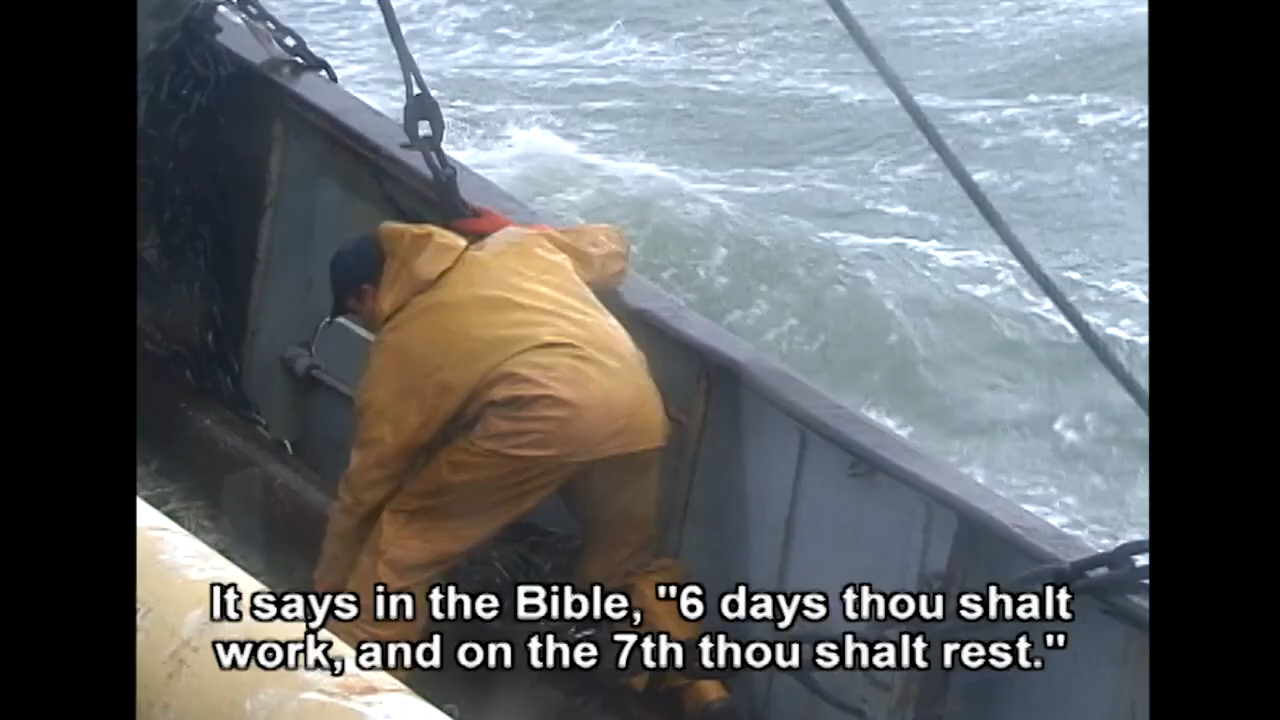 It says in the Bible, "6 days thou shalt
work, and on the 7th thou shalt rest."